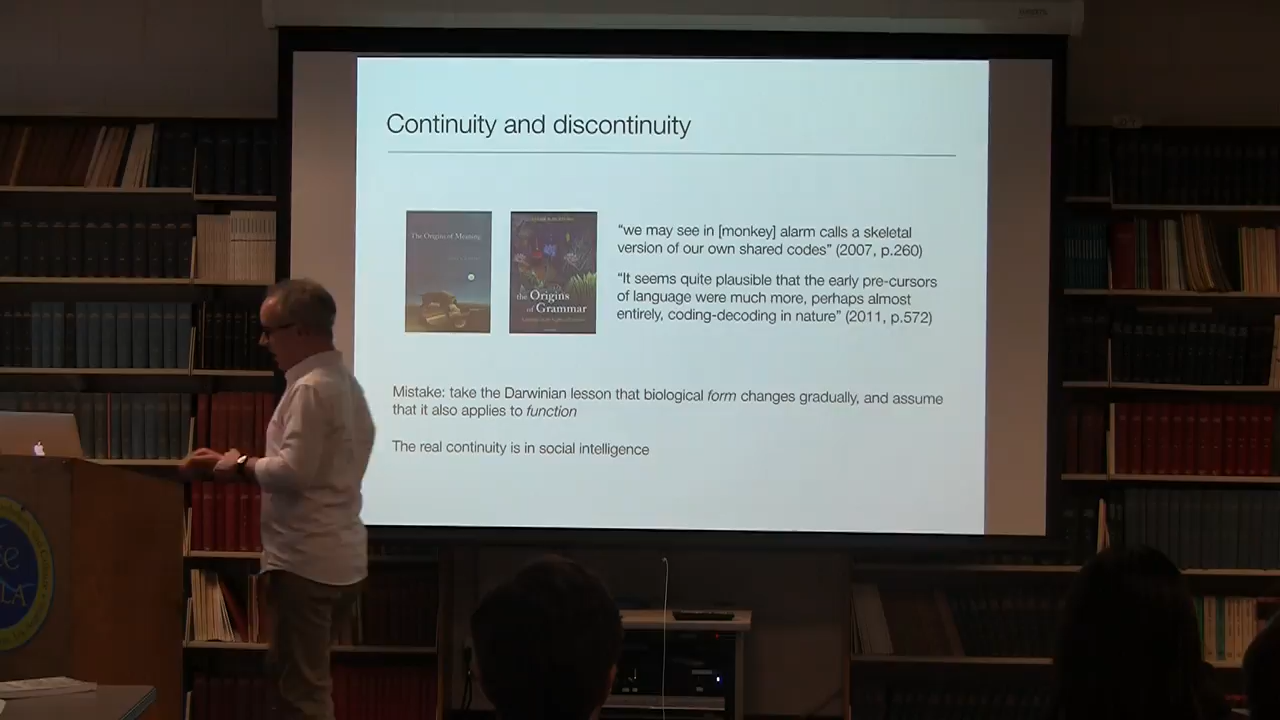 Continuity and discontinuity
The Origins of Meaning
the Origins
of Grammar
“we may see in [monkey] alarm calls a skeletal
version of our own shared codes” (2007, p.260)
“It seems quite plausible that the early pre-cursors
of language were much more, perhaps almost
entirely, coding-decoding in nature” (2011, p.572)
Mistake: take the Darwinian lesson that biological form changes gradually, and assume
that it also applies to function
The real continuity is in social intelligence